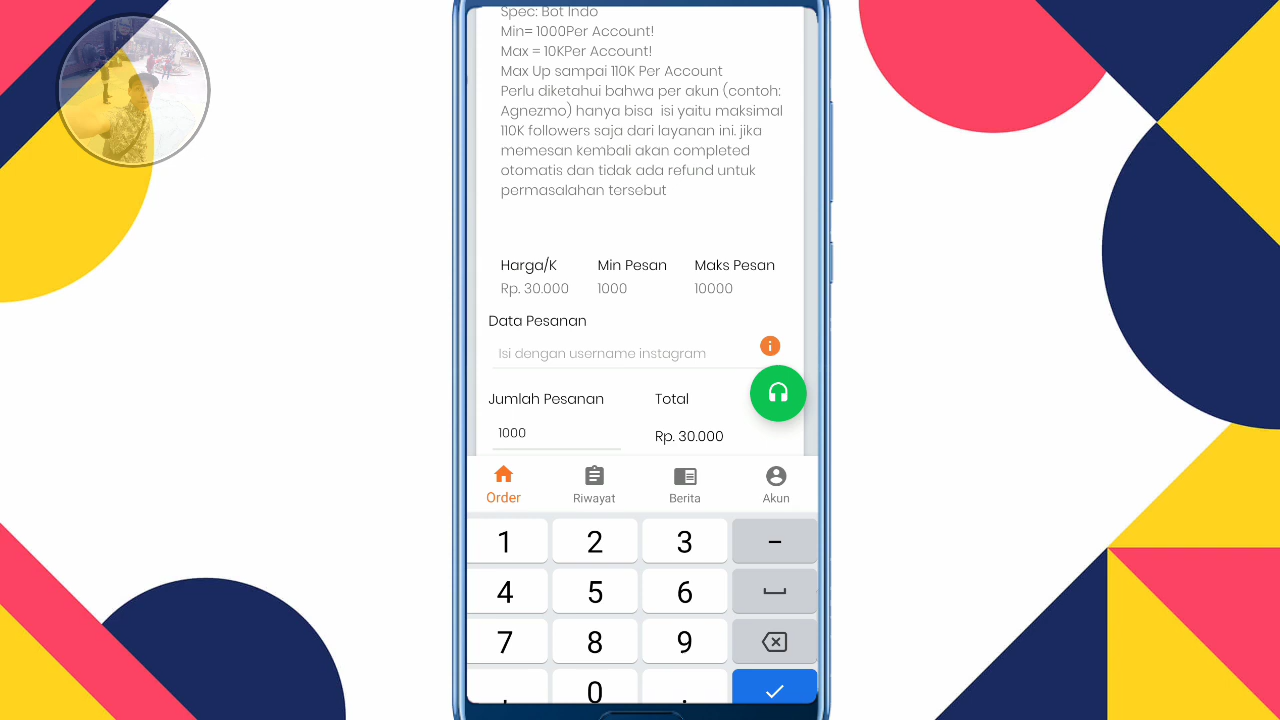 Spec: Bot Indo
Min= 1000Per Account!
Max = 10KPer Account!
Max Up sampai 110K Per Account
Perlu diketahui bahwa per akun (contoh:
Agnezmo) hanya bisa  isi yaitu maksimal
110K followers saja dari layanan ini. jika
memesan kembali akan completed
otomatis dan tidak ada refund untuk
permasalahan tersebut
Harga/K Min Pesan Maks Pesan
Rp. 30.000 1000 10000
Data Pesanan
Isi dengan username instagram
Jumlah Pesanan Total
1000 Rp. 30.000
Order Riwayat Berita Akun
1 2 3 -
4 5 6
7 8 9
, 0 .